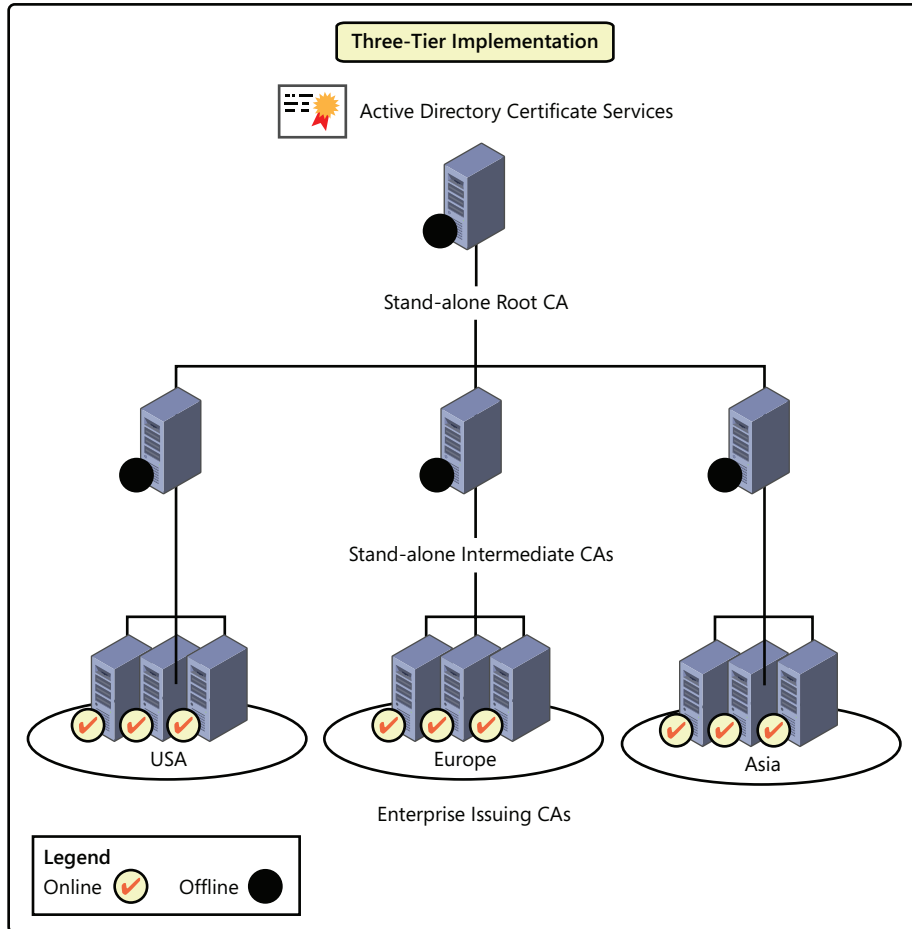 Three-Tier Implementation
Active Directory Certificate Services
Stand-alone Root CA
Stand-alone Intermediate CAs
USA
Europe
Asia
Enterprise Issuing CAs
Legend
Online
Offline